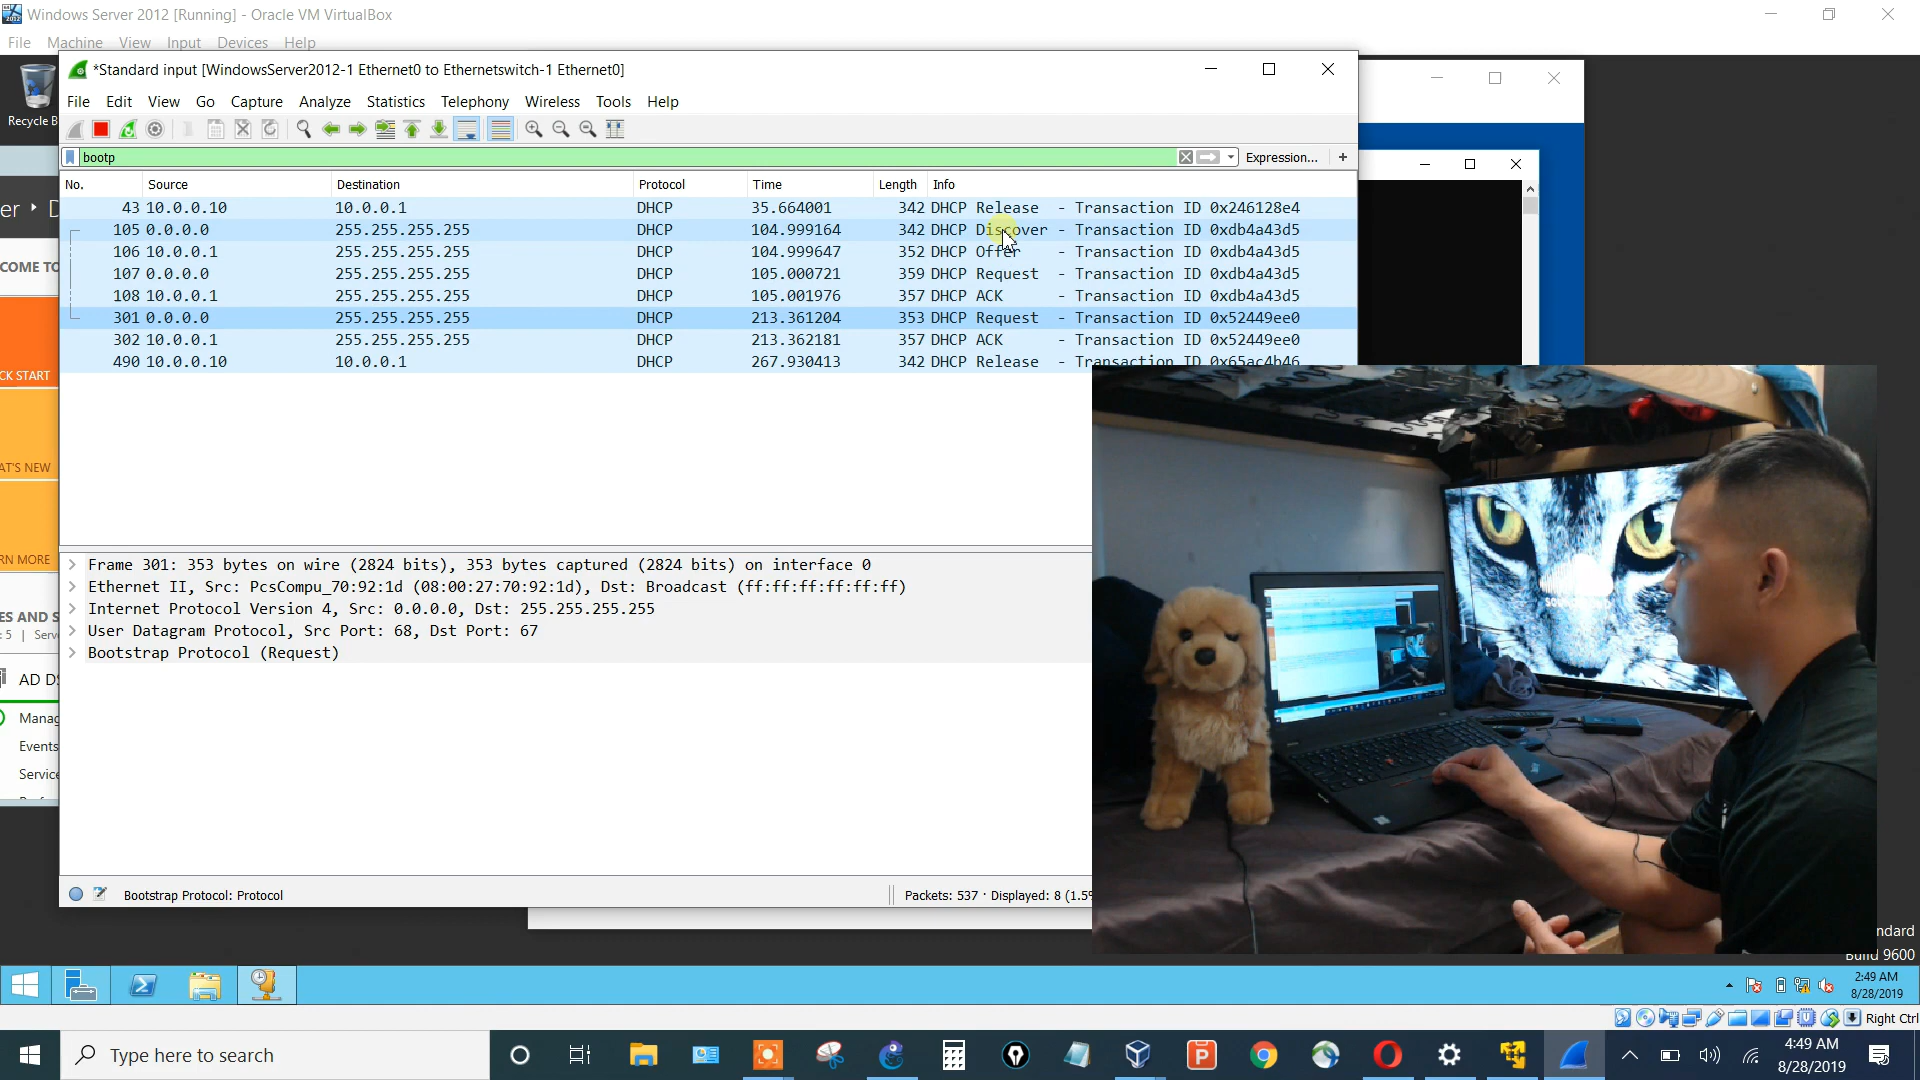 Windows Server 2012 [Running] - Oracle VM VirtualBox
File Machine View Input Devices Help
*Standard input [WindowsServer2012-1 Ethernet0 to Ethernetswitch-1 Ethernet0]
File Edit View Go Capture Analyze Statistics Telephony Wireless Tools Help
Recycle B
bootp
Expression... +
No. Source Destination Protocol Time Length Info
43 10.0.0.10 10.0.0.1 DHCP 35.664001 342 DHCP Release - Transaction ID 0x246128e4
105 0.0.0.0 255.255.255.255 DHCP 104.999164 342 DHCP Discover - Transaction ID 0xdb4a43d5
106 10.0.0.1 255.255.255.255 DHCP 104.999647 352 DHCP Offer - Transaction ID 0xdb4a43d5
107 0.0.0.0 255.255.255.255 DHCP 105.000721 359 DHCP Request - Transaction ID 0xdb4a43d5
108 10.0.0.1 255.255.255.255 DHCP 105.001976 357 DHCP ACK - Transaction ID 0xdb4a43d5
301 0.0.0.0 255.255.255.255 DHCP 213.361204 353 DHCP Request - Transaction ID 0x52449ee0
302 10.0.0.1 255.255.255.255 DHCP 213.362181 357 DHCP ACK - Transaction ID 0x52449ee0
490 10.0.0.10 10.0.0.1 DHCP 267.930413 342 DHCP Release - Transaction ID 0x65ac4b46
er ▸ D
COME TO
CK START
AT'S NEW
RN MORE
ES AND S
: 5 | Serv
AD DS
Manag
Events
Service
Frame 301: 353 bytes on wire (2824 bits), 353 bytes captured (2824 bits) on interface 0
Ethernet II, Src: PcsCompu_70:92:1d (08:00:27:70:92:1d), Dst: Broadcast (ff:ff:ff:ff:ff:ff)
Internet Protocol Version 4, Src: 0.0.0.0, Dst: 255.255.255.255
User Datagram Protocol, Src Port: 68, Dst Port: 67
Bootstrap Protocol (Request)
Bootstrap Protocol: Protocol
Packets: 537 · Displayed: 8 (1.5%
ndard
Build 9600
2:49 AM
8/28/2019
Right Ctrl
Type here to search
4:49 AM
8/28/2019